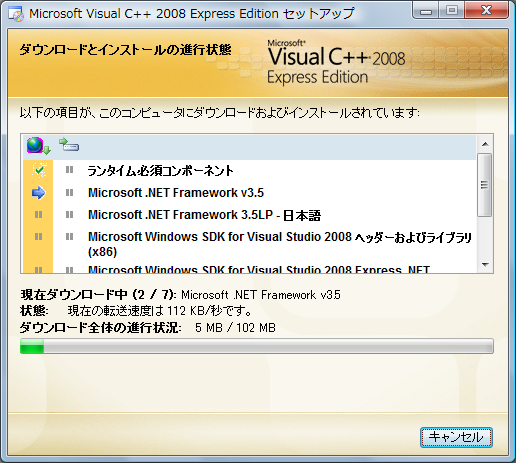 Microsoft Visual C++ 2008 Express Edition セットアップ
ダウンロードとインストールの進行状態
Microsoft
Visual C++ 2008
Express Edition
以下の項目が、このコンピュータにダウンロードおよびインストールされています:
ランタイム必須コンポーネント
Microsoft .NET Framework v3.5
Microsoft .NET Framework 3.5LP - 日本語
Microsoft Windows SDK for Visual Studio 2008 ヘッダーおよびライブラリ
(x86)
Microsoft Windows SDK for Visual Studio 2008 Express .NET
現在ダウンロード中 (2 / 7): Microsoft .NET Framework v3.5
状態: 現在の転送速度は 112 KB/秒です。
ダウンロード全体の進行状況: 5 MB / 102 MB
キャンセル